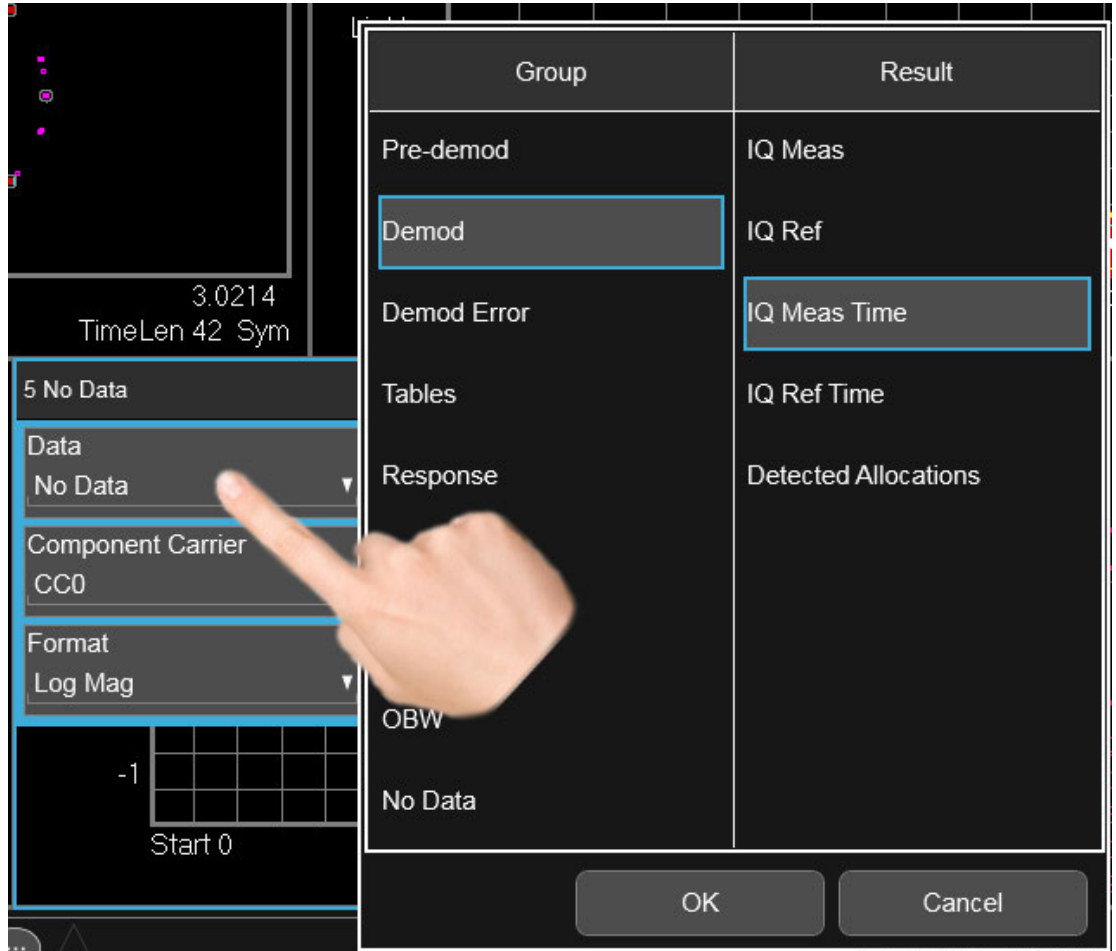 3.0214
TimeLen 42 Sym
5 No Data
Data
No Data
Component Carrier
CC0
Format
Log Mag
-1
Start 0
...
Group
Result
Pre-demod
Demod
Demod Error
Tables
Response
OBW
No Data
IQ Meas
IQ Ref
IQ Meas Time
IQ Ref Time
Detected Allocations
OK
Cancel